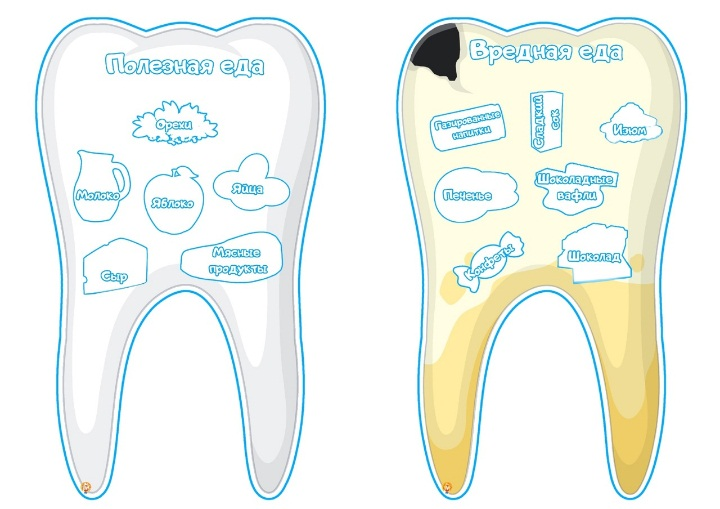 Полезная еда
Орехи
Молоко
Яблоко
Яйца
Сыр
Мясные
продукты
Вредная еда
Газированные
напитки
Сладкий
сок
Изюм
Печенье
Шоколадные
вафли
Конфеты
Шоколад